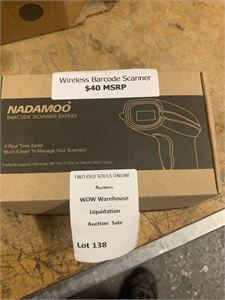 Wireless Barcode Scanner
$40 MSRP
NADAMOO
BARCODE SCANNER EXPERT
A Real Time Saver
Much Easier to Manage Your Business
TWO OLD SOULS ONLINE
Auctions
WOW Warehouse
Liquidation
Auction Sale
Lot 138